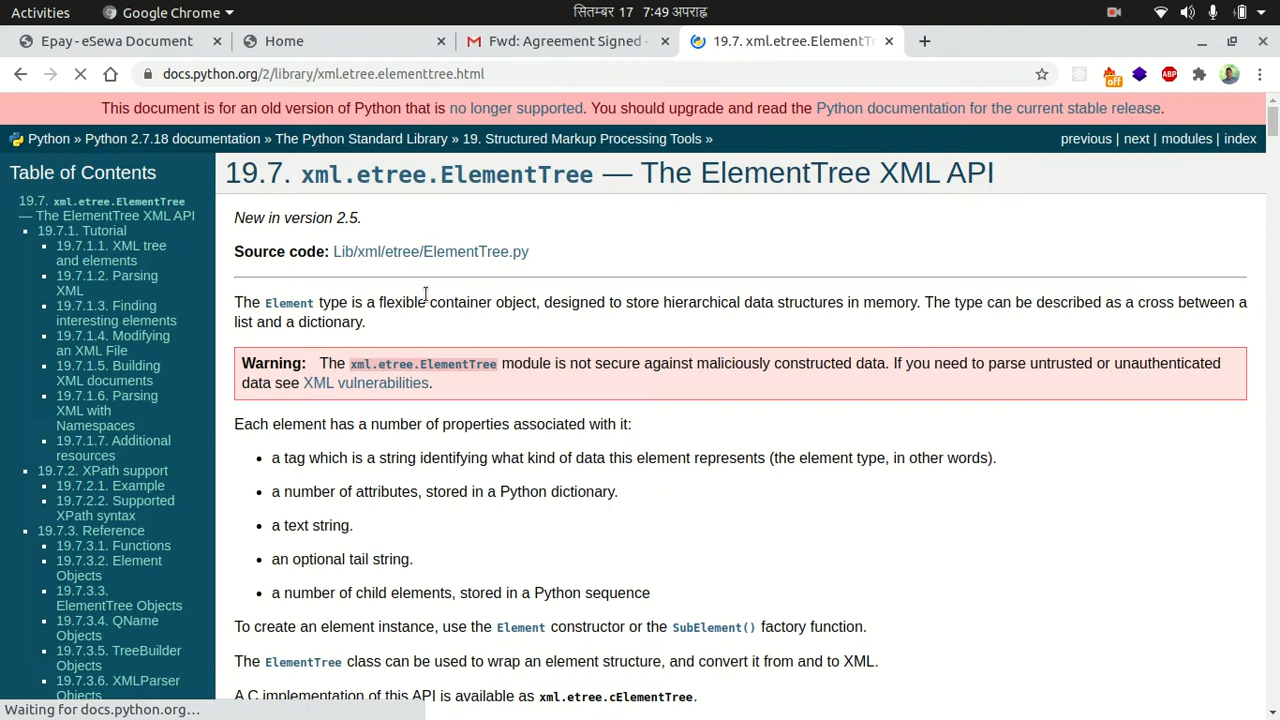 Activities
Google Chrome
सितम्बर 17 7:49 अपराह्न
Epay - eSewa Document
Home
Fwd: Agreement Signed -
19.7. xml.etree.ElementTr
docs.python.org/2/library/xml.etree.elementtree.html
off
ABP
This document is for an old version of Python that is no longer supported. You should upgrade and read the Python documentation for the current stable release.
Python » Python 2.7.18 documentation » The Python Standard Library » 19. Structured Markup Processing Tools »
previous | next | modules | index
Table of Contents
19.7. xml.etree.ElementTree
— The ElementTree XML API
19.7.1. Tutorial
19.7.1.1. XML tree
and elements
19.7.1.2. Parsing
XML
19.7.1.3. Finding
interesting elements
19.7.1.4. Modifying
an XML File
19.7.1.5. Building
XML documents
19.7.1.6. Parsing
XML with
Namespaces
19.7.1.7. Additional
resources
19.7.2. XPath support
19.7.2.1. Example
19.7.2.2. Supported
XPath syntax
19.7.3. Reference
19.7.3.1. Functions
19.7.3.2. Element
Objects
19.7.3.3.
ElementTree Objects
19.7.3.4. QName
Objects
19.7.3.5. TreeBuilder
Objects
19.7.3.6. XMLParser
Objects
19.7. xml.etree.ElementTree — The ElementTree XML API
New in version 2.5.
Source code: Lib/xml/etree/ElementTree.py
The Element type is a flexible container object, designed to store hierarchical data structures in memory. The type can be described as a cross between a
list and a dictionary.
Warning: The xml.etree.ElementTree module is not secure against maliciously constructed data. If you need to parse untrusted or unauthenticated
data see XML vulnerabilities.
Each element has a number of properties associated with it:
• a tag which is a string identifying what kind of data this element represents (the element type, in other words).
• a number of attributes, stored in a Python dictionary.
• a text string.
• an optional tail string.
• a number of child elements, stored in a Python sequence
To create an element instance, use the Element constructor or the SubElement() factory function.
The ElementTree class can be used to wrap an element structure, and convert it from and to XML.
A C implementation of this API is available as xml.etree.cElementTree.
Waiting for docs.python.org...